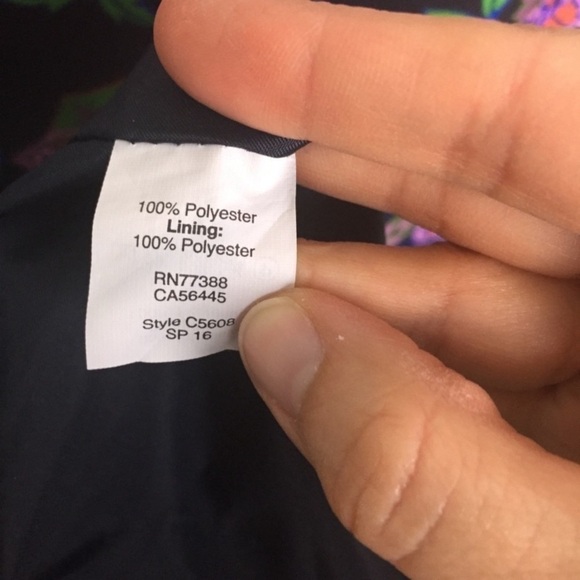 100% Polyester
Lining:
100% Polyester
RN77388
CA56445
Style C5608
SP 16